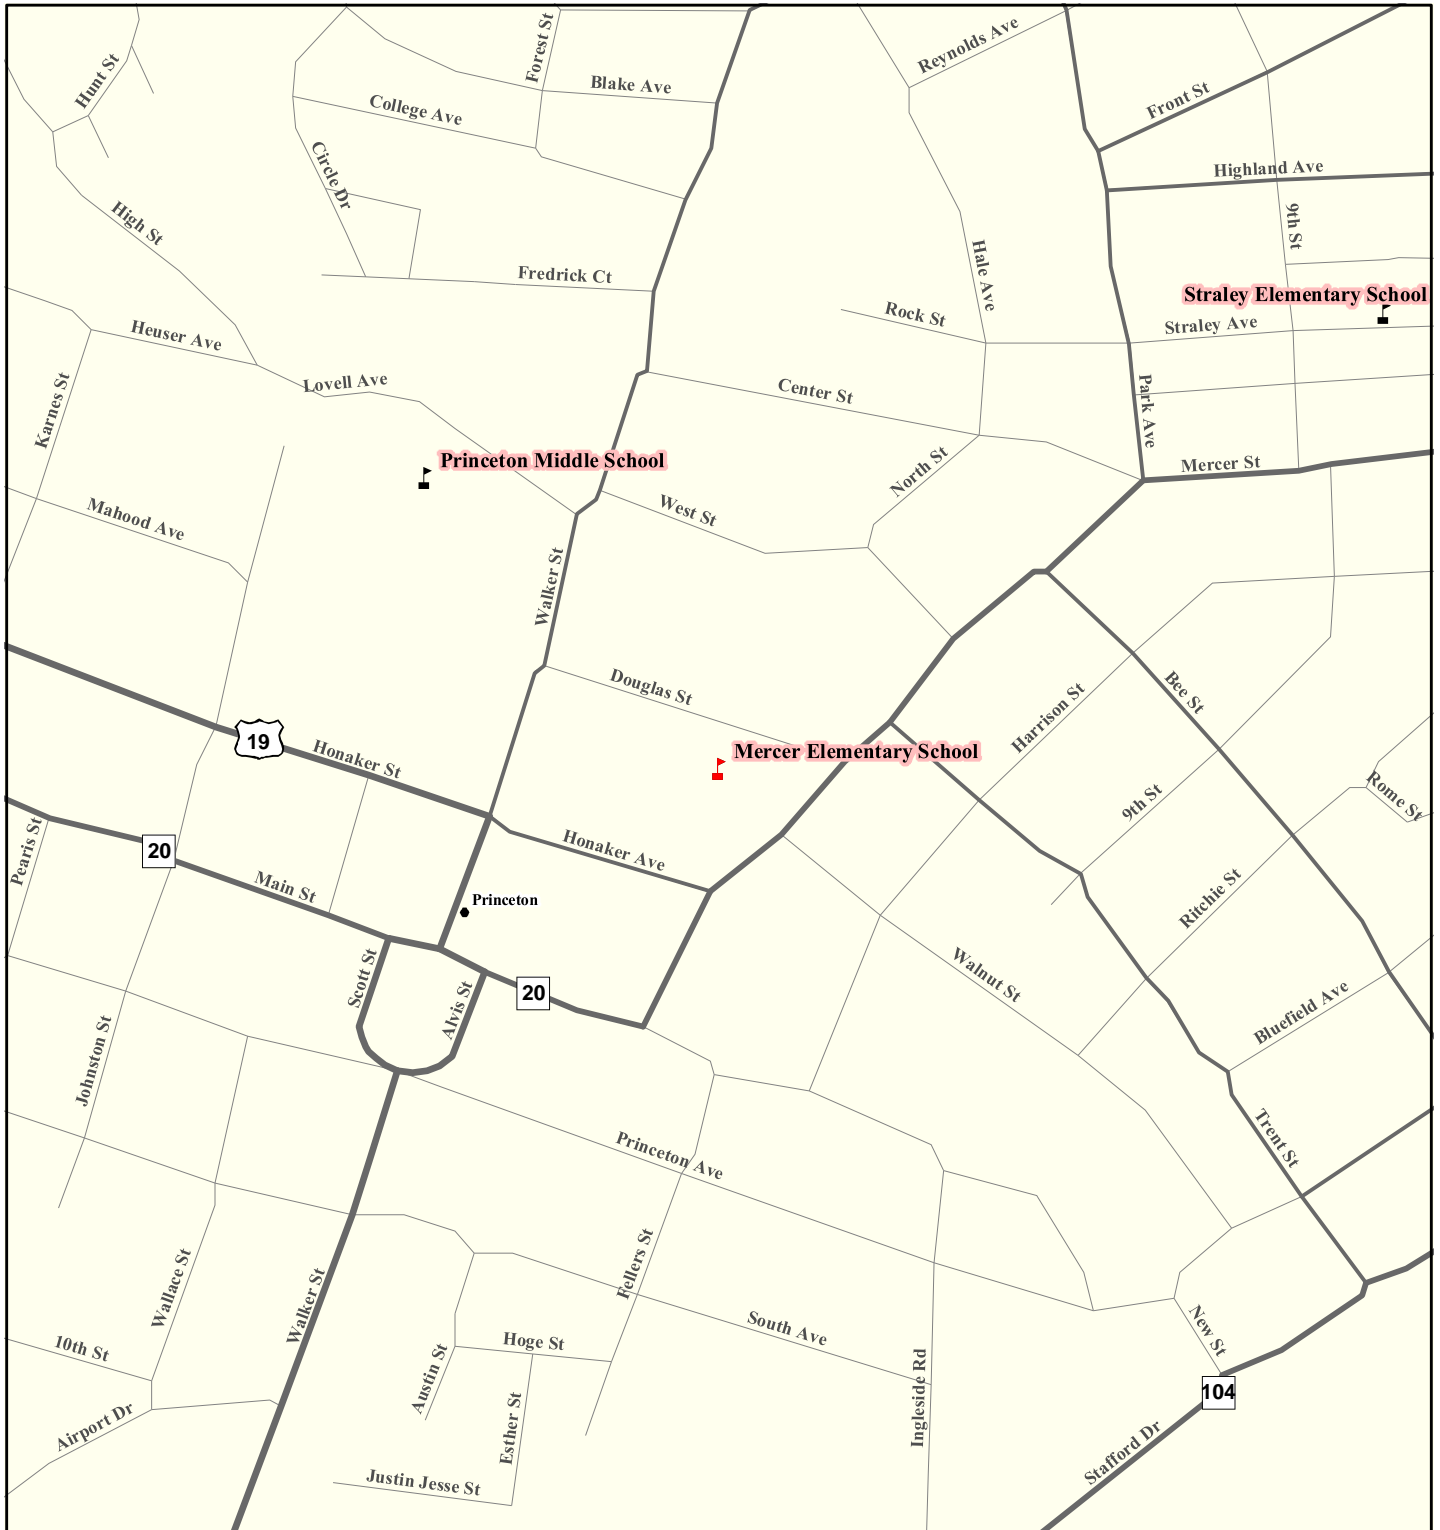 Reynolds Ave
Forest St
Hunt St
Blake Ave
College Ave
Front St
Circle Dr
Highland Ave
High St
9th St
Hale Ave
Fredrick Ct
Straley Elementary School
Rock St
Straley Ave
Heuser Ave
Lovell Ave
Center St
Karnes St
Park Ave
Princeton Middle School
Mercer St
North St
Mahood Ave
West St
Walker St
Douglas St
Bee St
Harrison St
19
Honaker St
Mercer Elementary School
Rome St
9th St
20
Pearis St
Honaker Ave
Main St
Princeton
Ritchie St
Scott St
Walnut St
20
Alvis St
Bluefield Ave
Johnston St
Trent St
Princeton Ave
Fellers St
Wallace St
Walker St
South Ave
New St
10th St
Hoge St
Austin St
Ingleside Rd
104
Airport Dr
Esther St
Stafford Dr
Justin Jesse St